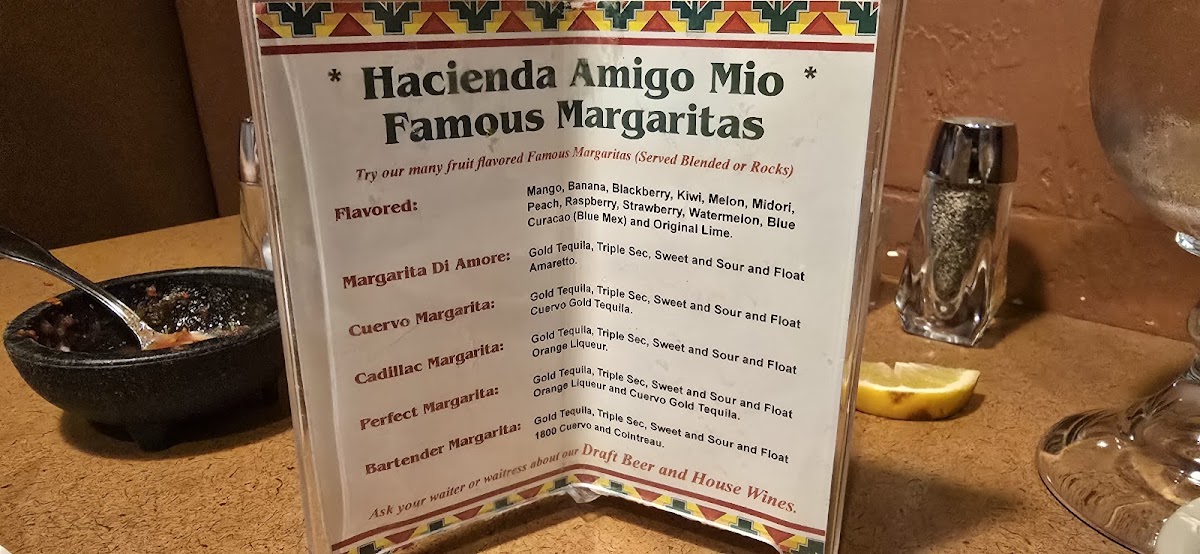 * Hacienda Amigo Mio *
Famous Margaritas
Try our many fruit flavored Famous Margaritas (Served Blended or Rocks)
Flavored:
Mango, Banana, Blackberry, Kiwi, Melon, Midori,
Peach, Raspberry, Strawberry, Watermelon, Blue
Curacao (Blue Mex) and Original Lime.
Margarita Di Amore:
Gold Tequila, Triple Sec, Sweet and Sour and Float
Amaretto.
Cuervo Margarita:
Gold Tequila, Triple Sec, Sweet and Sour and Float
Cuervo Gold Tequila.
Cadillac Margarita:
Gold Tequila, Triple Sec, Sweet and Sour and Float
Orange Liqueur.
Perfect Margarita:
Gold Tequila, Triple Sec, Sweet and Sour and Float
Orange Liqueur and Cuervo Gold Tequila.
Bartender Margarita:
Gold Tequila, Triple Sec, Sweet and Sour and Float
1800 Cuervo and Cointreau.
Ask your waiter or waitress about our Draft Beer and House Wines.